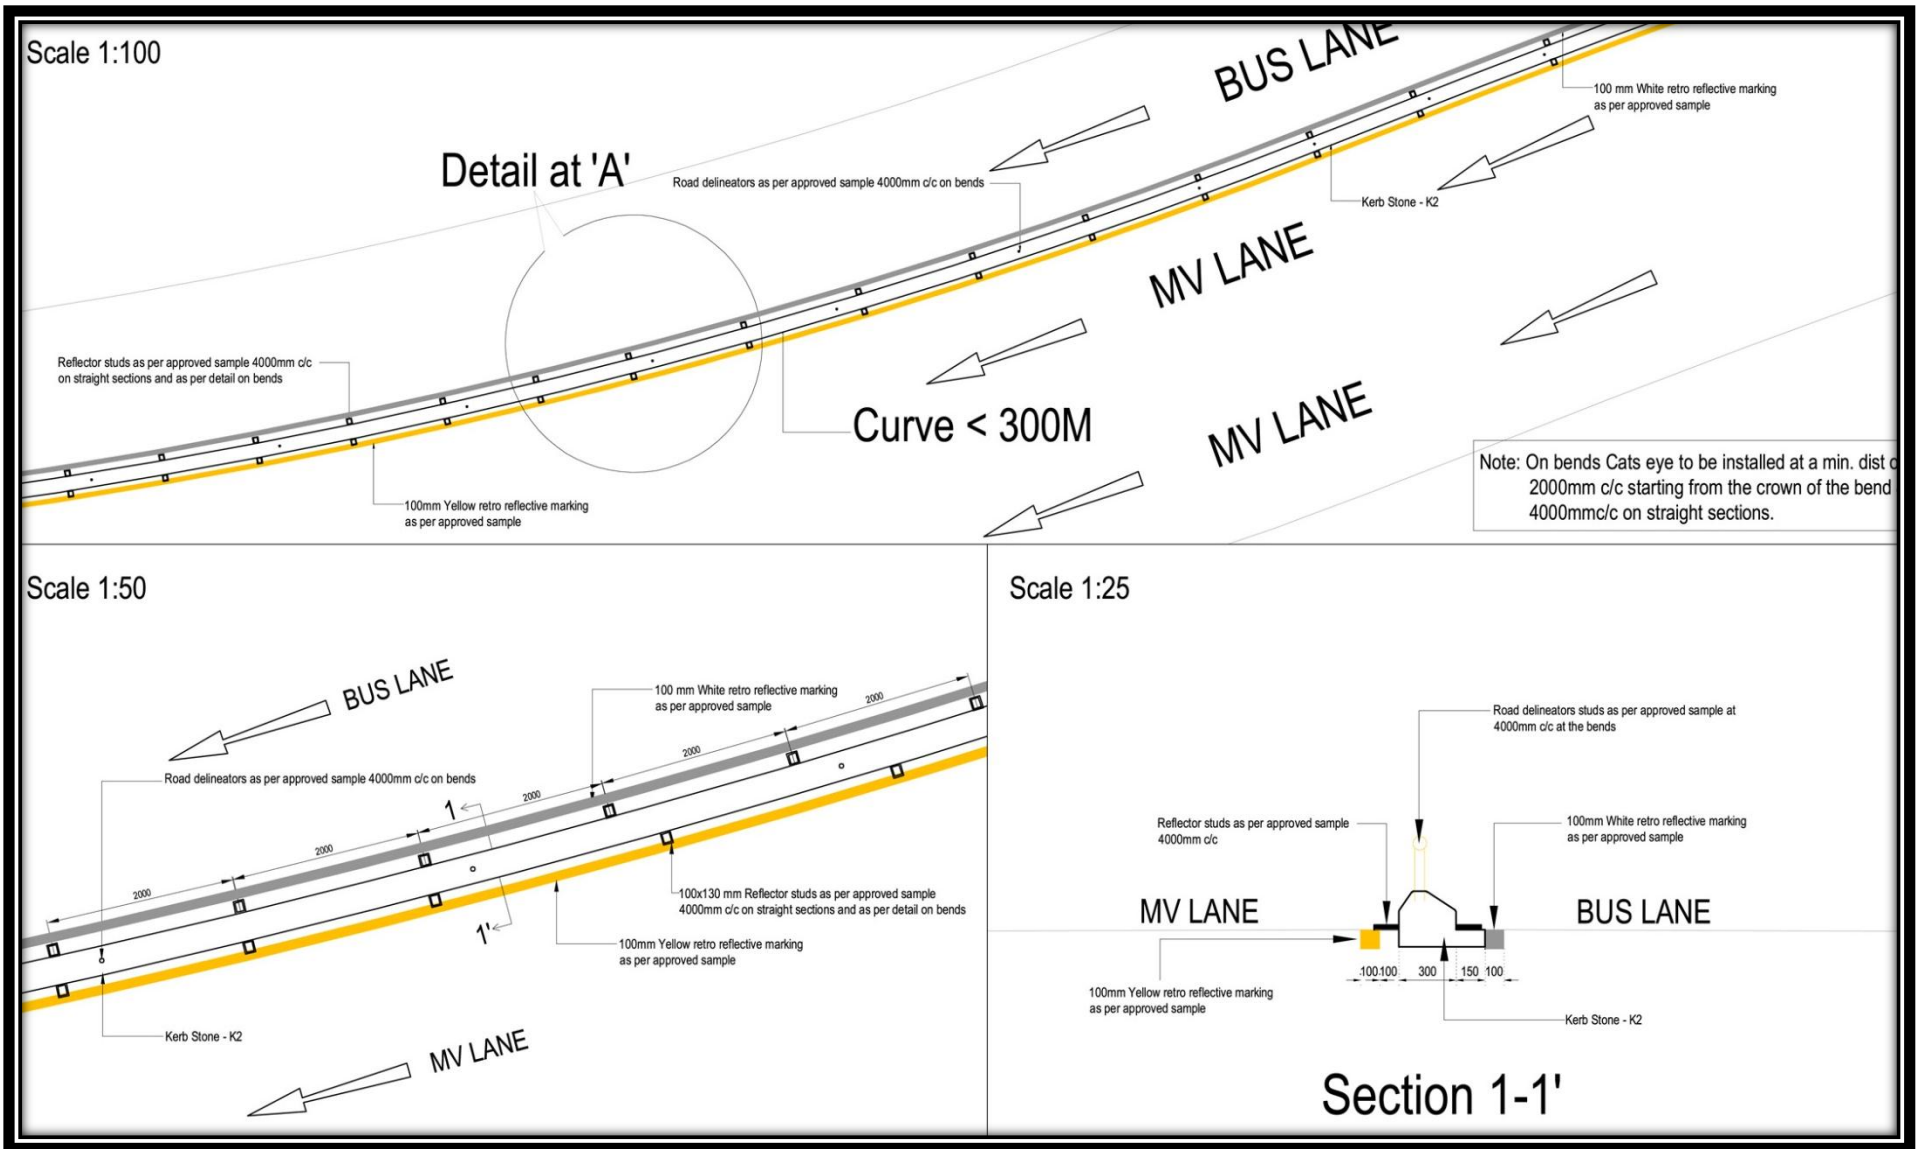 Scale 1:100
BUS LANE
100 mm White retro reflective marking
as per approved sample
Detail at 'A'
Road delineators as per approved sample 4000mm c/c on bends
Kerb Stone - K2
MV LANE
Reflector studs as per approved sample 4000mm c/c
on straight sections and as per detail on bends
Curve < 300M
MV LANE
Note: On bends Cats eye to be installed at a min. dist
2000mm c/c starting from the crown of the bend
4000mmc/c on straight sections.
100mm Yellow retro reflective marking
as per approved sample
Scale 1:50
BUS LANE
100 mm White retro reflective marking
as per approved sample
2000
2000
2000
2000
2000
Road delineators as per approved sample 4000mm c/c on bends
1
100x130 mm Reflector studs as per approved sample
4000mm c/c on straight sections and as per detail on bends
1'
100mm Yellow retro reflective marking
as per approved sample
Kerb Stone - K2
MV LANE
Scale 1:25
Road delineators studs as per approved sample at
4000mm c/c at the bends
Reflector studs as per approved sample
4000mm c/c
100mm White retro reflective marking
as per approved sample
MV LANE
BUS LANE
100 100 300 150 100
100mm Yellow retro reflective marking
as per approved sample
Kerb Stone - K2
Section 1-1'